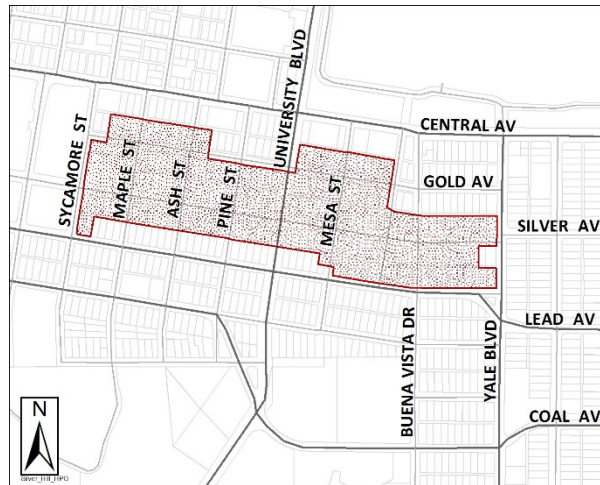 UNIVERSITY BLVD
CENTRAL AV
SYCAMORE ST
MAPLE ST
ASH ST
PINE ST
GOLD AV
MESA ST
SILVER AV
LEAD AV
BUENA VISTA DR
YALE BLVD
COAL AV
N
Silver_Hill_HPO